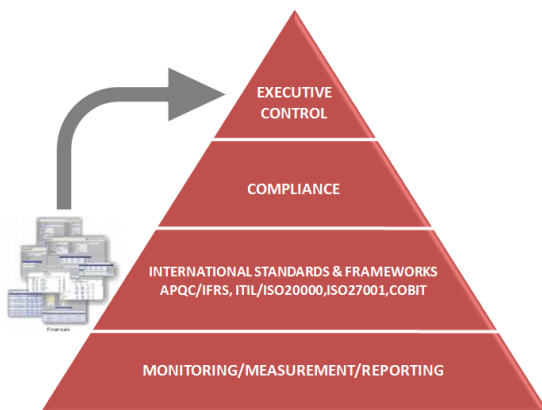 EXECUTIVE
CONTROL
COMPLIANCE
INTERNATIONAL STANDARDS & FRAMEWORKS
APQC/IFRS, ITIL/ISO20000,ISO27001,COBIT
Financials
MONITORING/MEASUREMENT/REPORTING